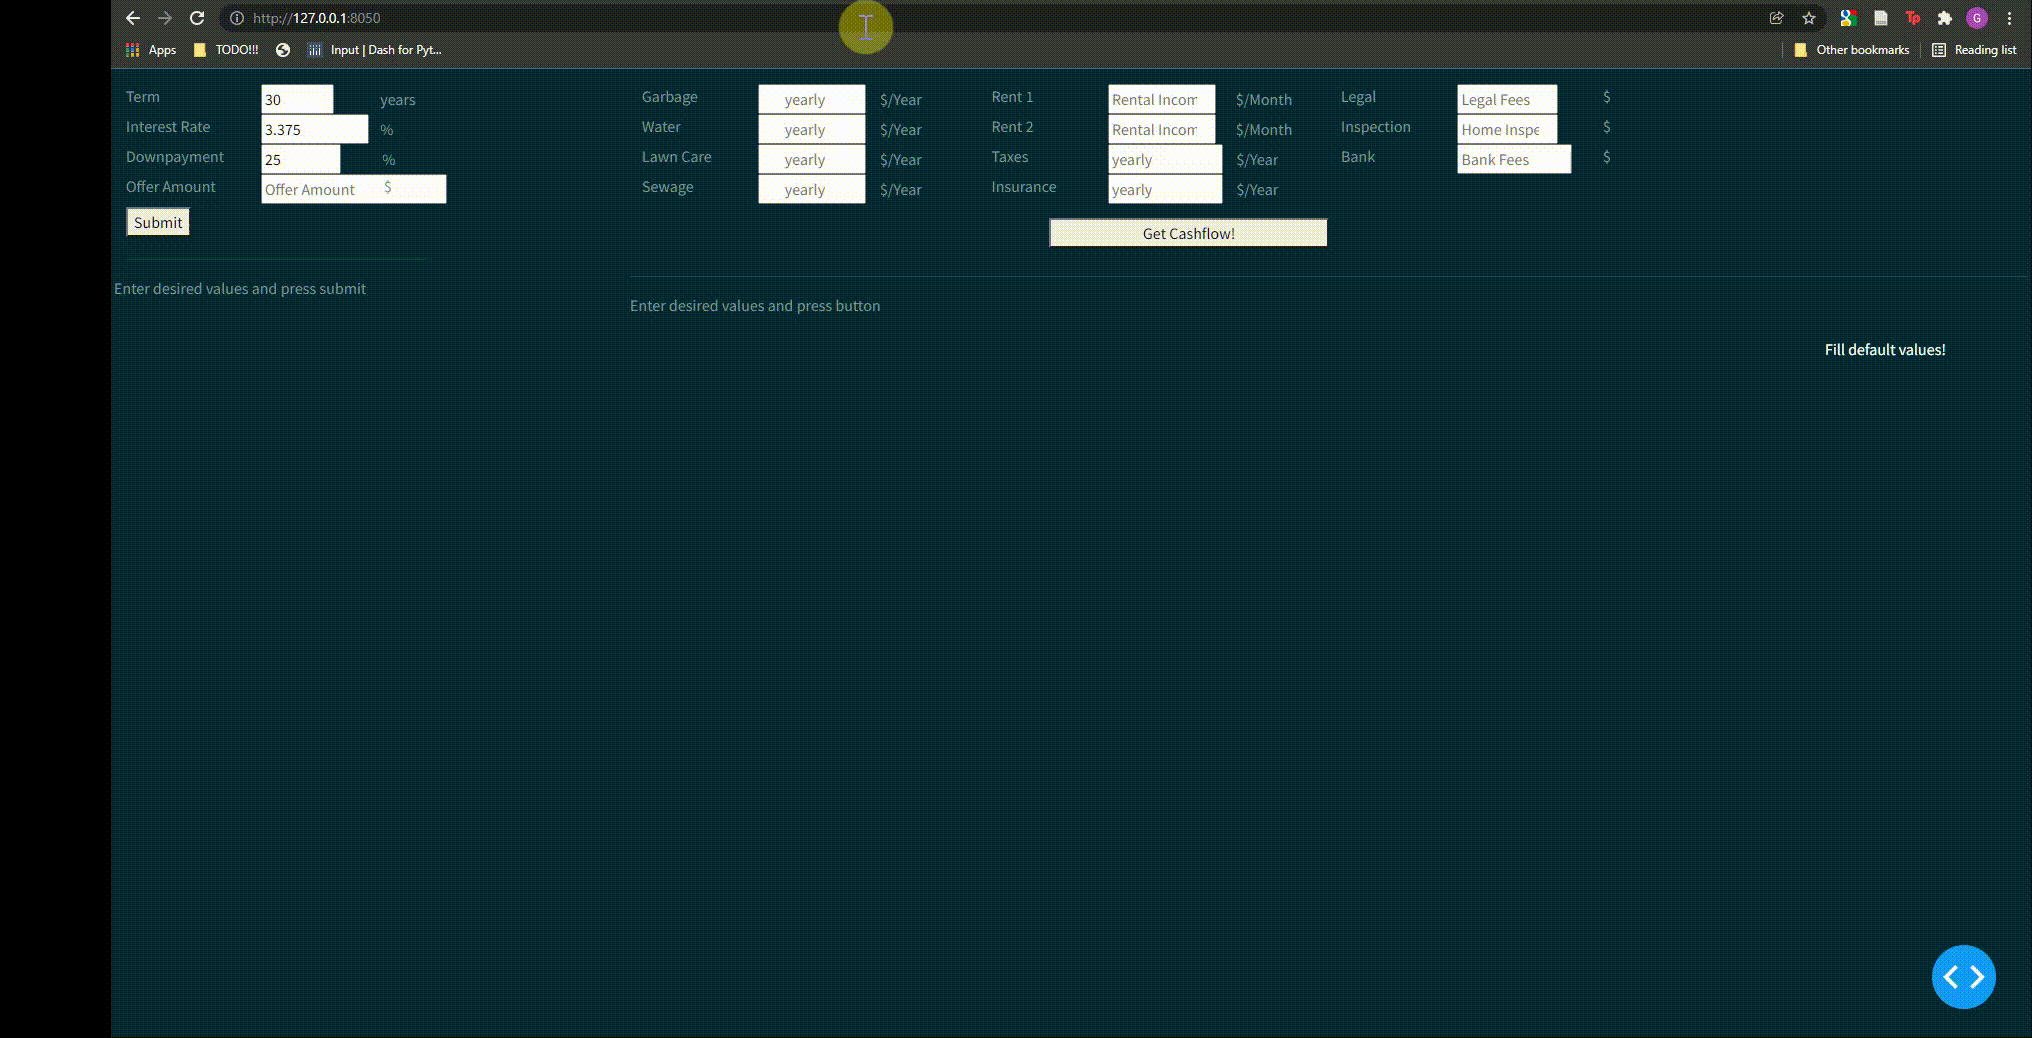 http://127.0.0.1:8050
G
Apps TODO!!! Input | Dash for Pyt... Other bookmarks Reading list
Term 30 years Garbage yearly $/Year Rent 1 Rental Incom $/Month Legal Legal Fees $
Interest Rate 3.375 % Water yearly $/Year Rent 2 Rental Incom $/Month Inspection Home Inspe $
Downpayment 25 % Lawn Care yearly $/Year Taxes yearly $/Year Bank Bank Fees $
Offer Amount Offer Amount $ Sewage yearly $/Year Insurance yearly $/Year
Submit
Get Cashflow!
Enter desired values and press submit
Enter desired values and press button
Fill default values!